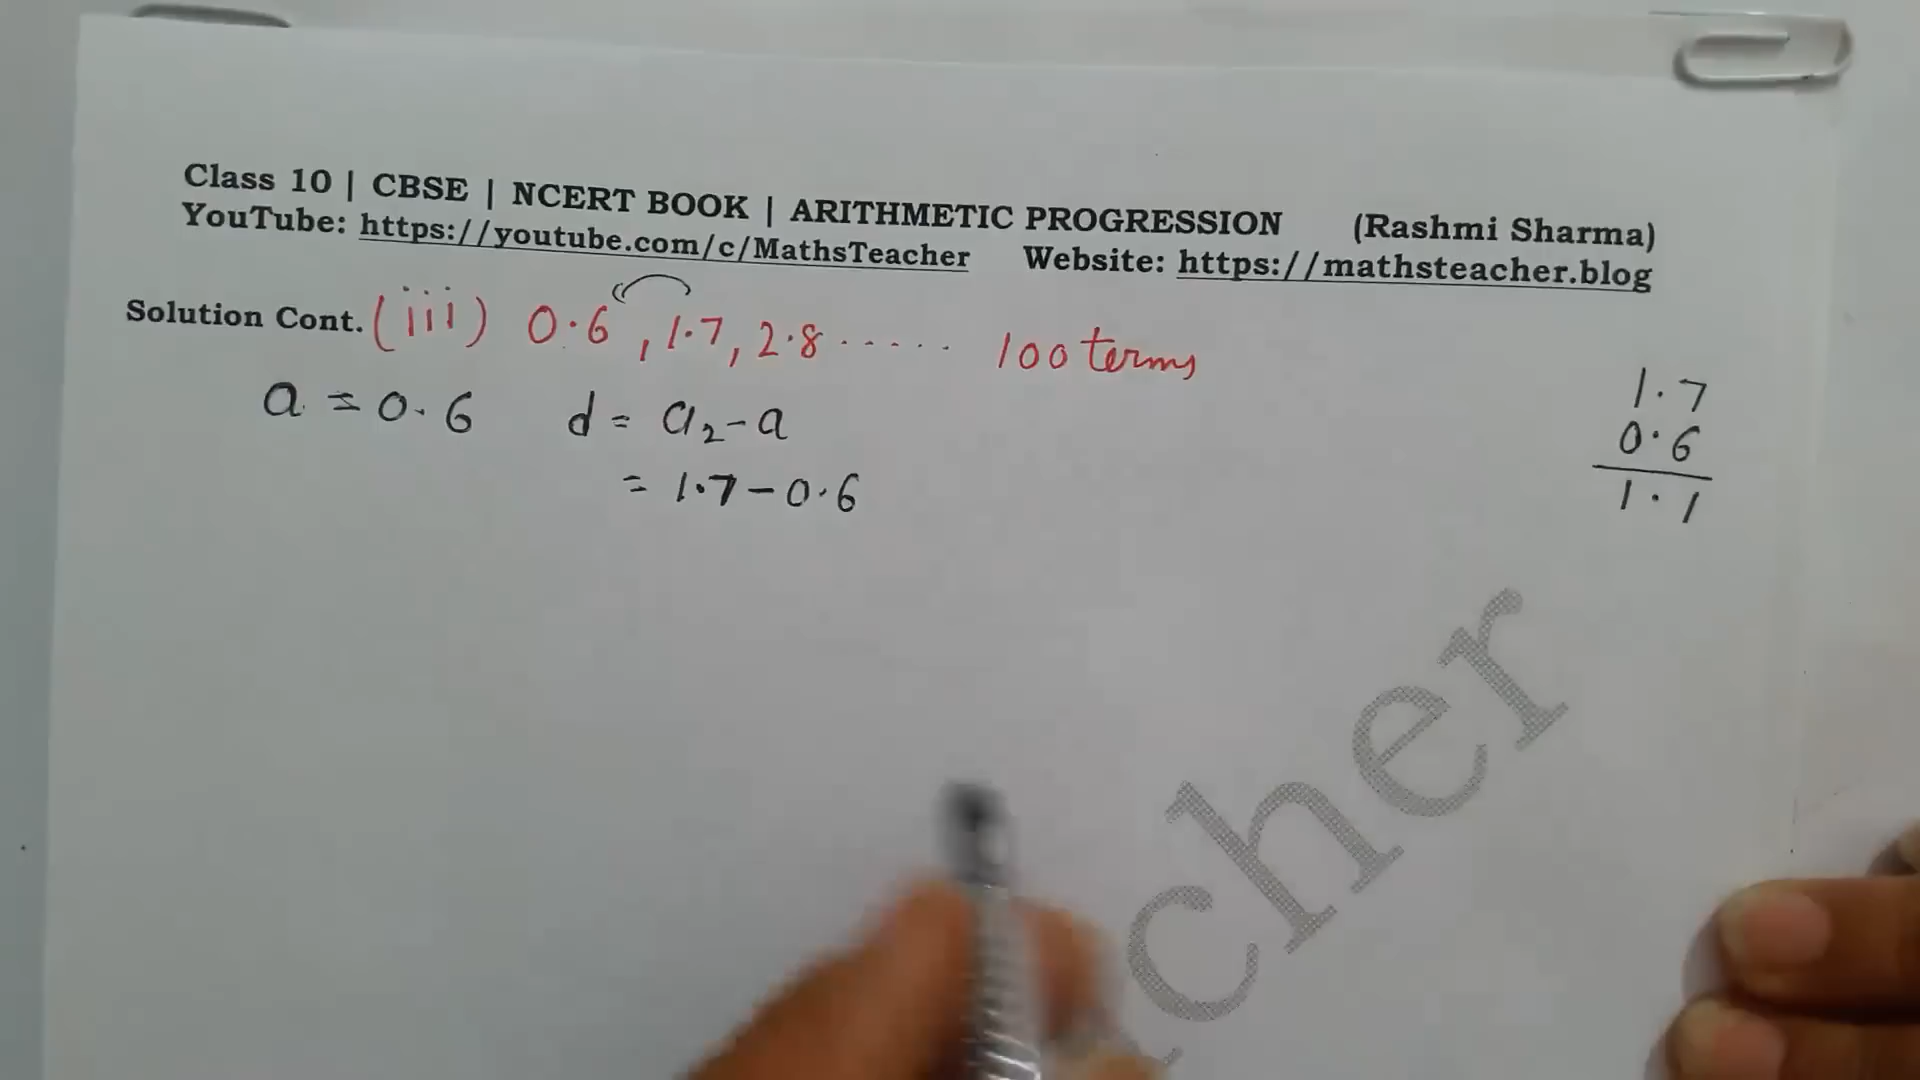 Class 10 | CBSE | NCERT BOOK | ARITHMETIC PROGRESSION (Rashmi Sharma)
YouTube: https://youtube.com/c/MathsTeacher Website: https://mathsteacher.blog
Solution Cont. (iii) 0.6, 1.7, 2.8 ..... 100 terms
a = 0.6 d = a₂ - a
= 1.7 - 0.6
1.7
0.6
1.1
cher